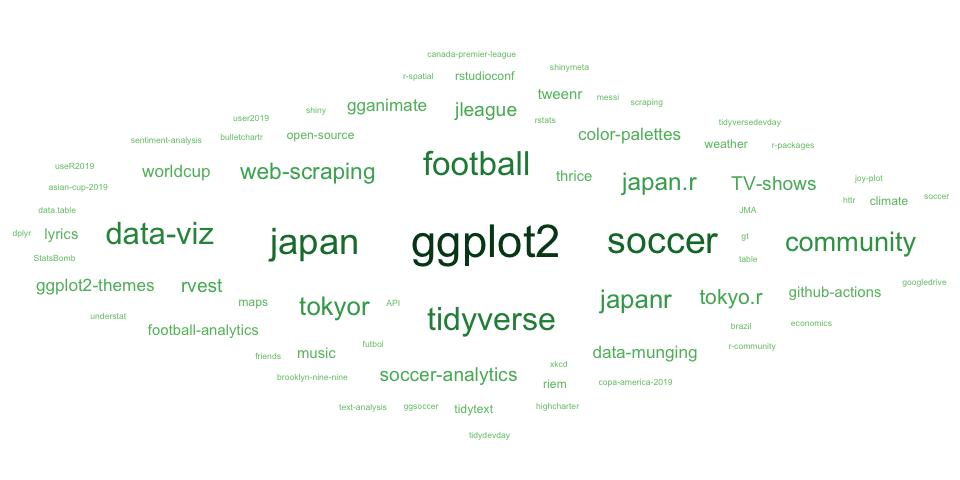 canada-premier-league
shinymeta
r-spatial
rstudioconf
tweenr
messi
scraping
gganimate
jleague
shiny
user2019
rstats
tidyversedevday
sentiment-analysis
bulletchartr
open-source
color-palettes
weather
r-packages
useR2019
worldcup
web-scraping
football
thrice
japan.r
TV-shows
joy-plot
asian-cup-2019
httr
climate
soccer
data.table
JMA
dplyr
lyrics
data-viz
japan
ggplot2
soccer
gt
community
StatsBomb
table
ggplot2-themes
rvest
googledrive
maps
tokyor
API
japanr
tokyo.r
github-actions
understat
football-analytics
tidyverse
brazil
economics
friends
music
futbol
data-munging
r-community
brooklyn-nine-nine
soccer-analytics
xkcd
riem
copa-america-2019
text-analysis
ggsoccer
tidytext
highcharter
tidydevday